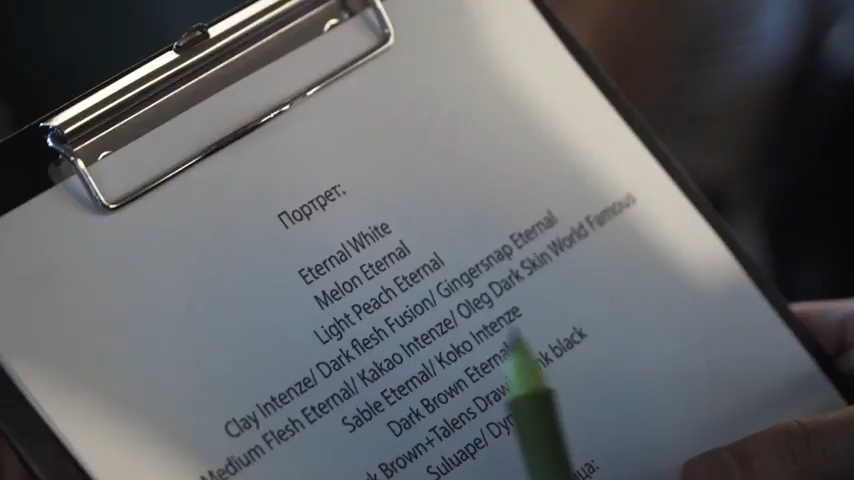 Портрет:
Eternal White
Melon Eternal
Light Peach Eternal
Clay Intenze/ Dark flesh Fusion/ Gingersnap Eternal
Medium Flesh Eternal/ Kakao Intenze/ Oleg Dark Skin World Famous
Sable Eternal/ Koko Intenze
Dark Brown Eternal
Brown+Talens black
Suluape/